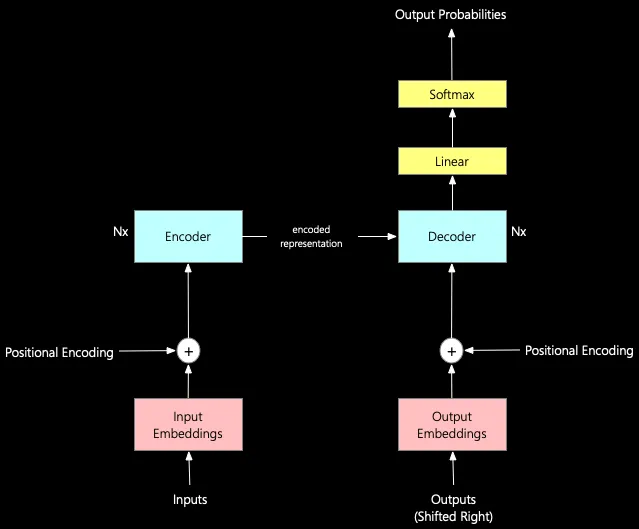 Output Probabilities
Softmax
Linear
Nx
Encoder
encoded
representation
Decoder
Nx
Positional Encoding
+
+
Positional Encoding
Input
Embeddings
Output
Embeddings
Inputs
Outputs
(Shifted Right)